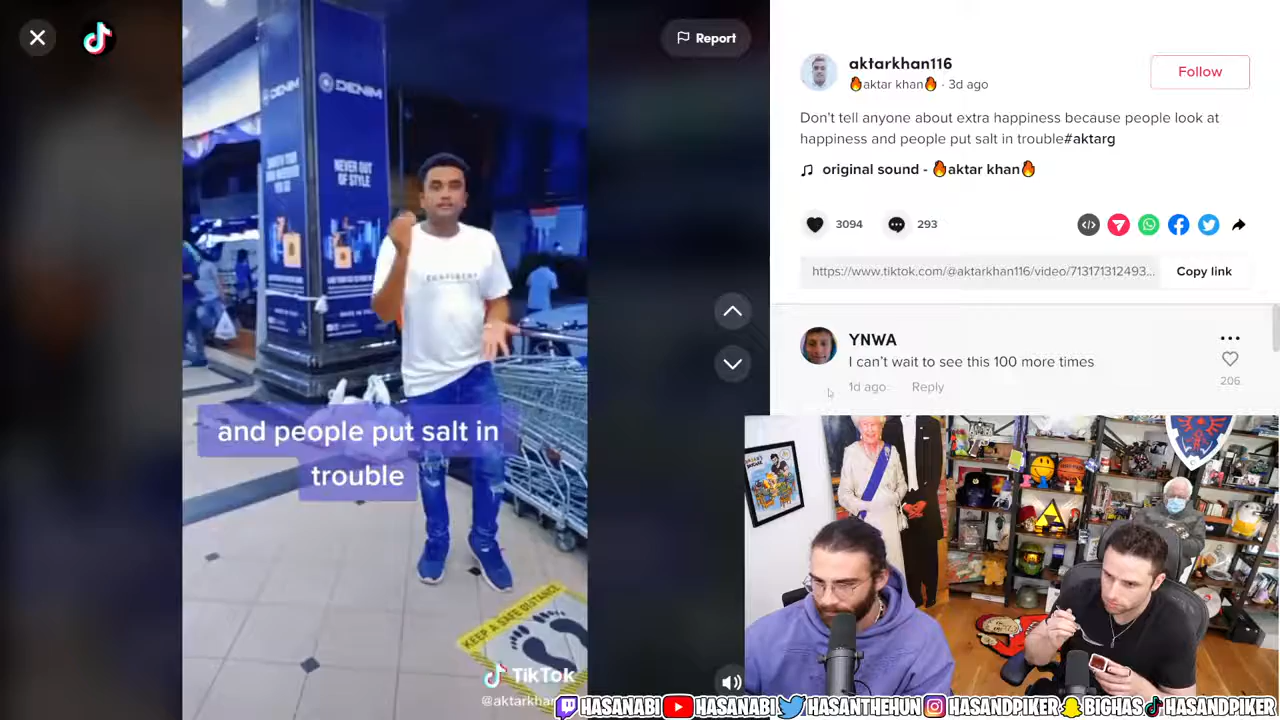 Report
DENIM
DENIM
NEVER OUT
OF STYLE
and people put salt in
trouble
KEEP A SAFE DISTANCE
TikTok
@aktarkhan
aktarkhan116
🔥aktar khan🔥 · 3d ago
Follow
Don't tell anyone about extra happiness because people look at
happiness and people put salt in trouble#aktarg
original sound - 🔥aktar khan🔥
3094
293
https://www.tiktok.com/@aktarkhan116/video/713171312495...
Copy link
YNWA
I can't wait to see this 100 more times
1d ago
Reply
206
HASANABI
HASANABI
HASANTHEHUN
HASANDPIKER
BIGHAS
HASANDPIKER